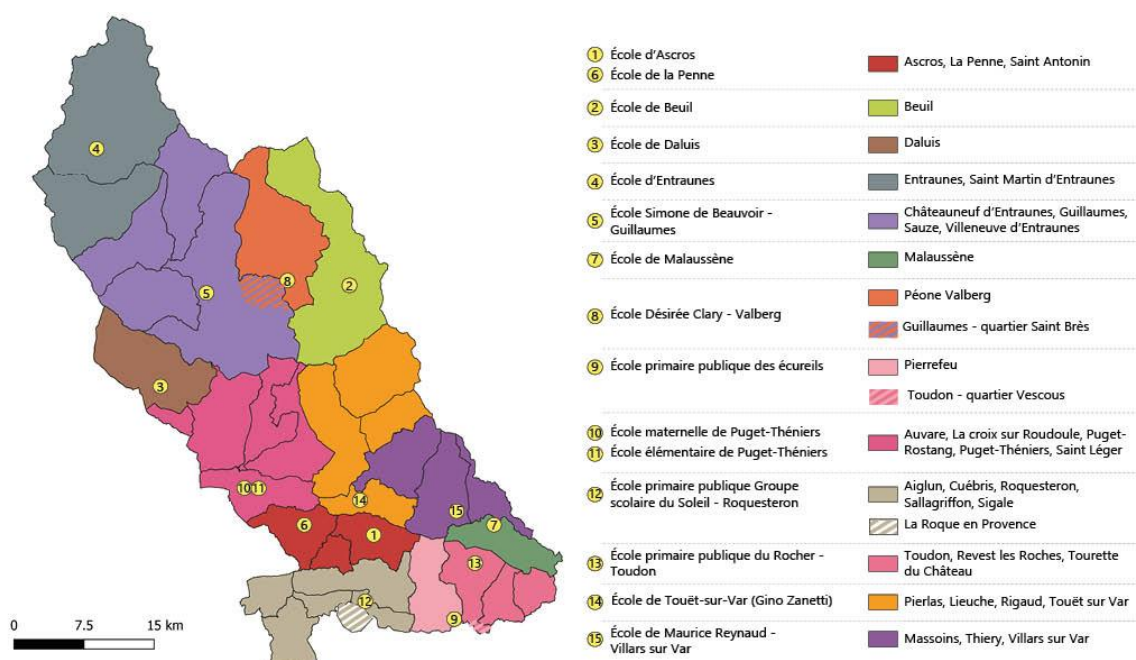 1 École d'Ascros
6 École de la Penne
Ascros, La Penne, Saint Antonin
2 École de Beuil
Beuil
3 École de Daluis
Daluis
4 École d'Entraunes
Entraunes, Saint Martin d'Entraunes
5 École Simone de Beauvoir -
Guillaumes
Châteauneuf d'Entraunes, Guillaumes,
Sauze, Villeneuve d'Entraunes
7 École de Malaussène
Malaussène
8 École Désirée Clary - Valberg
Péone Valberg
Guillaumes - quartier Saint Brès
9 École primaire publique des écureils
Pierrefeu
Toudon - quartier Vescous
10 École maternelle de Puget-Théniers
11 École élémentaire de Puget-Théniers
Auvare, La croix sur Roudoule, Puget-
Rostang, Puget-Théniers, Saint Léger
12 École primaire publique Groupe
scolaire du Soleil - Roquesteron
Aiglun, Cuébris, Roquesteron,
Sallagriffon, Sigale
La Roque en Provence
13 École primaire publique du Rocher -
Toudon
Toudon, Revest les Roches, Tourette
du Château
14 École de Touët-sur-Var (Gino Zanetti)
Pierlas, Lieuche, Rigaud, Touët sur Var
15 École de Maurice Reynaud -
Villars sur Var
Massoins, Thiery, Villars sur Var
4
8
2
5
3
10 11
14
15
6
1
7
13
12
9
0 7.5 15 km